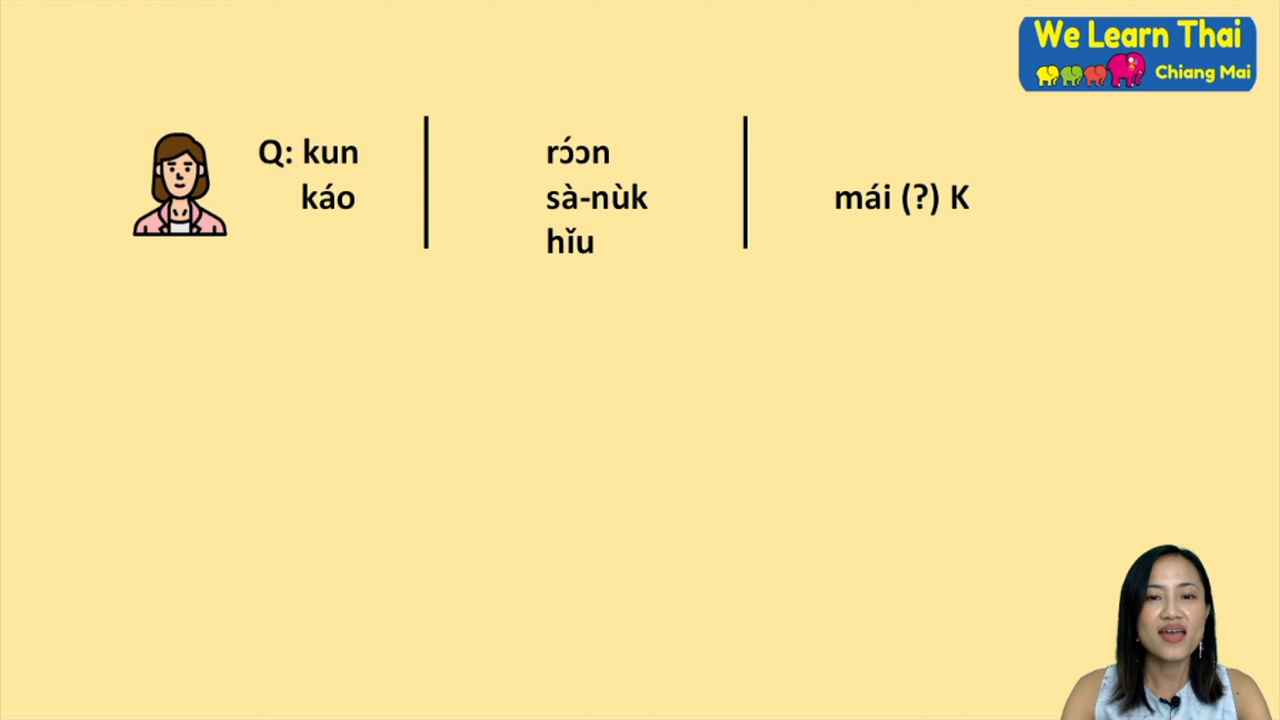 We Learn Thai
Chiang Mai
Q: kun
rɔ́ɔn
káo
sà-nùk
mái (?) K
hǐu